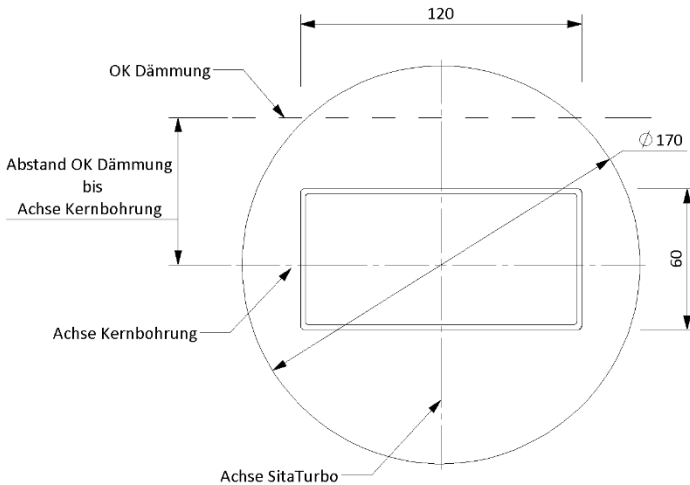 120
OK Dämmung
Ø 170
Abstand OK Dämmung
bis
Achse Kernbohrung
60
Achse Kernbohrung
Achse SitaTurbo